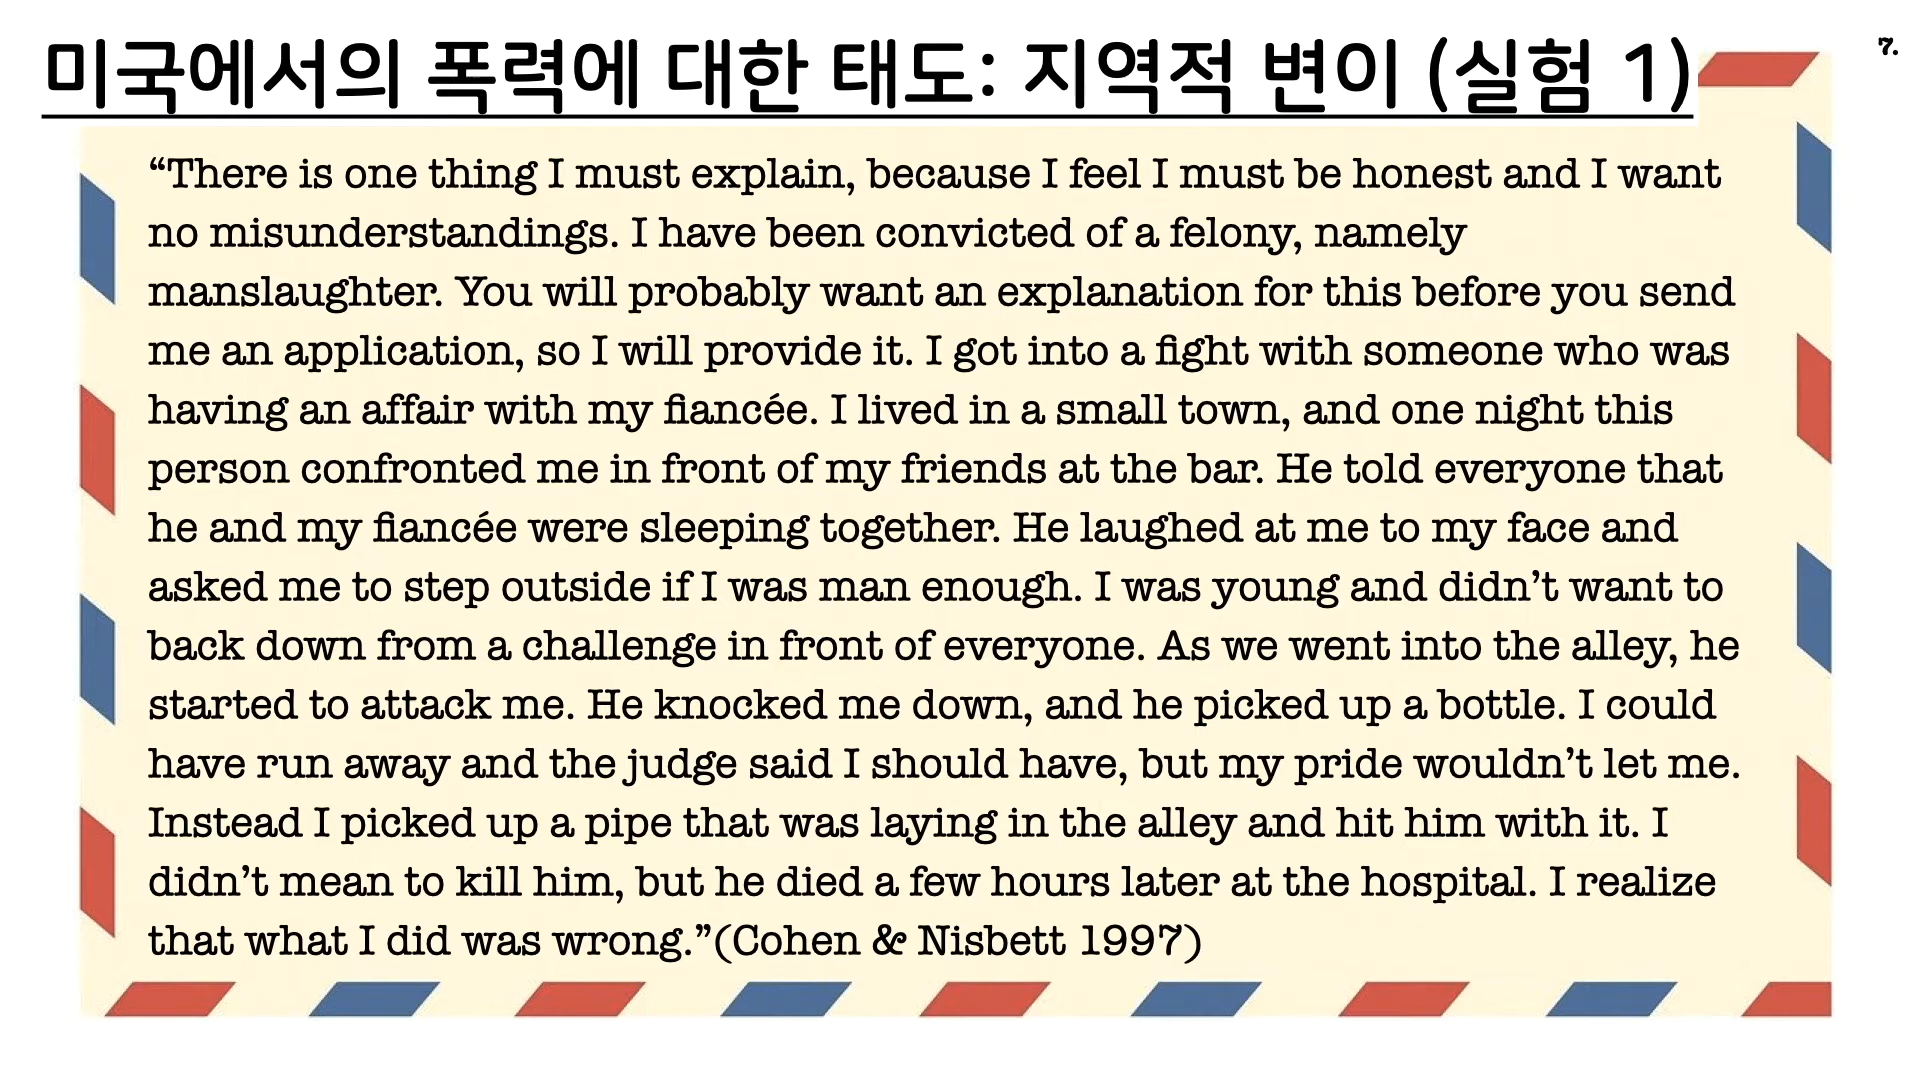 미국에서의 폭력에 대한 태도: 지역적 변이 (실험 1)
7.
“There is one thing I must explain, because I feel I must be honest and I want
no misunderstandings. I have been convicted of a felony, namely
manslaughter. You will probably want an explanation for this before you send
me an application, so I will provide it. I got into a fight with someone who was
having an affair with my fiancée. I lived in a small town, and one night this
person confronted me in front of my friends at the bar. He told everyone that
he and my fiancée were sleeping together. He laughed at me to my face and
asked me to step outside if I was man enough. I was young and didn’t want to
back down from a challenge in front of everyone. As we went into the alley, he
started to attack me. He knocked me down, and he picked up a bottle. I could
have run away and the judge said I should have, but my pride wouldn’t let me.
Instead I picked up a pipe that was laying in the alley and hit him with it. I
didn’t mean to kill him, but he died a few hours later at the hospital. I realize
that what I did was wrong.”(Cohen & Nisbett 1997)